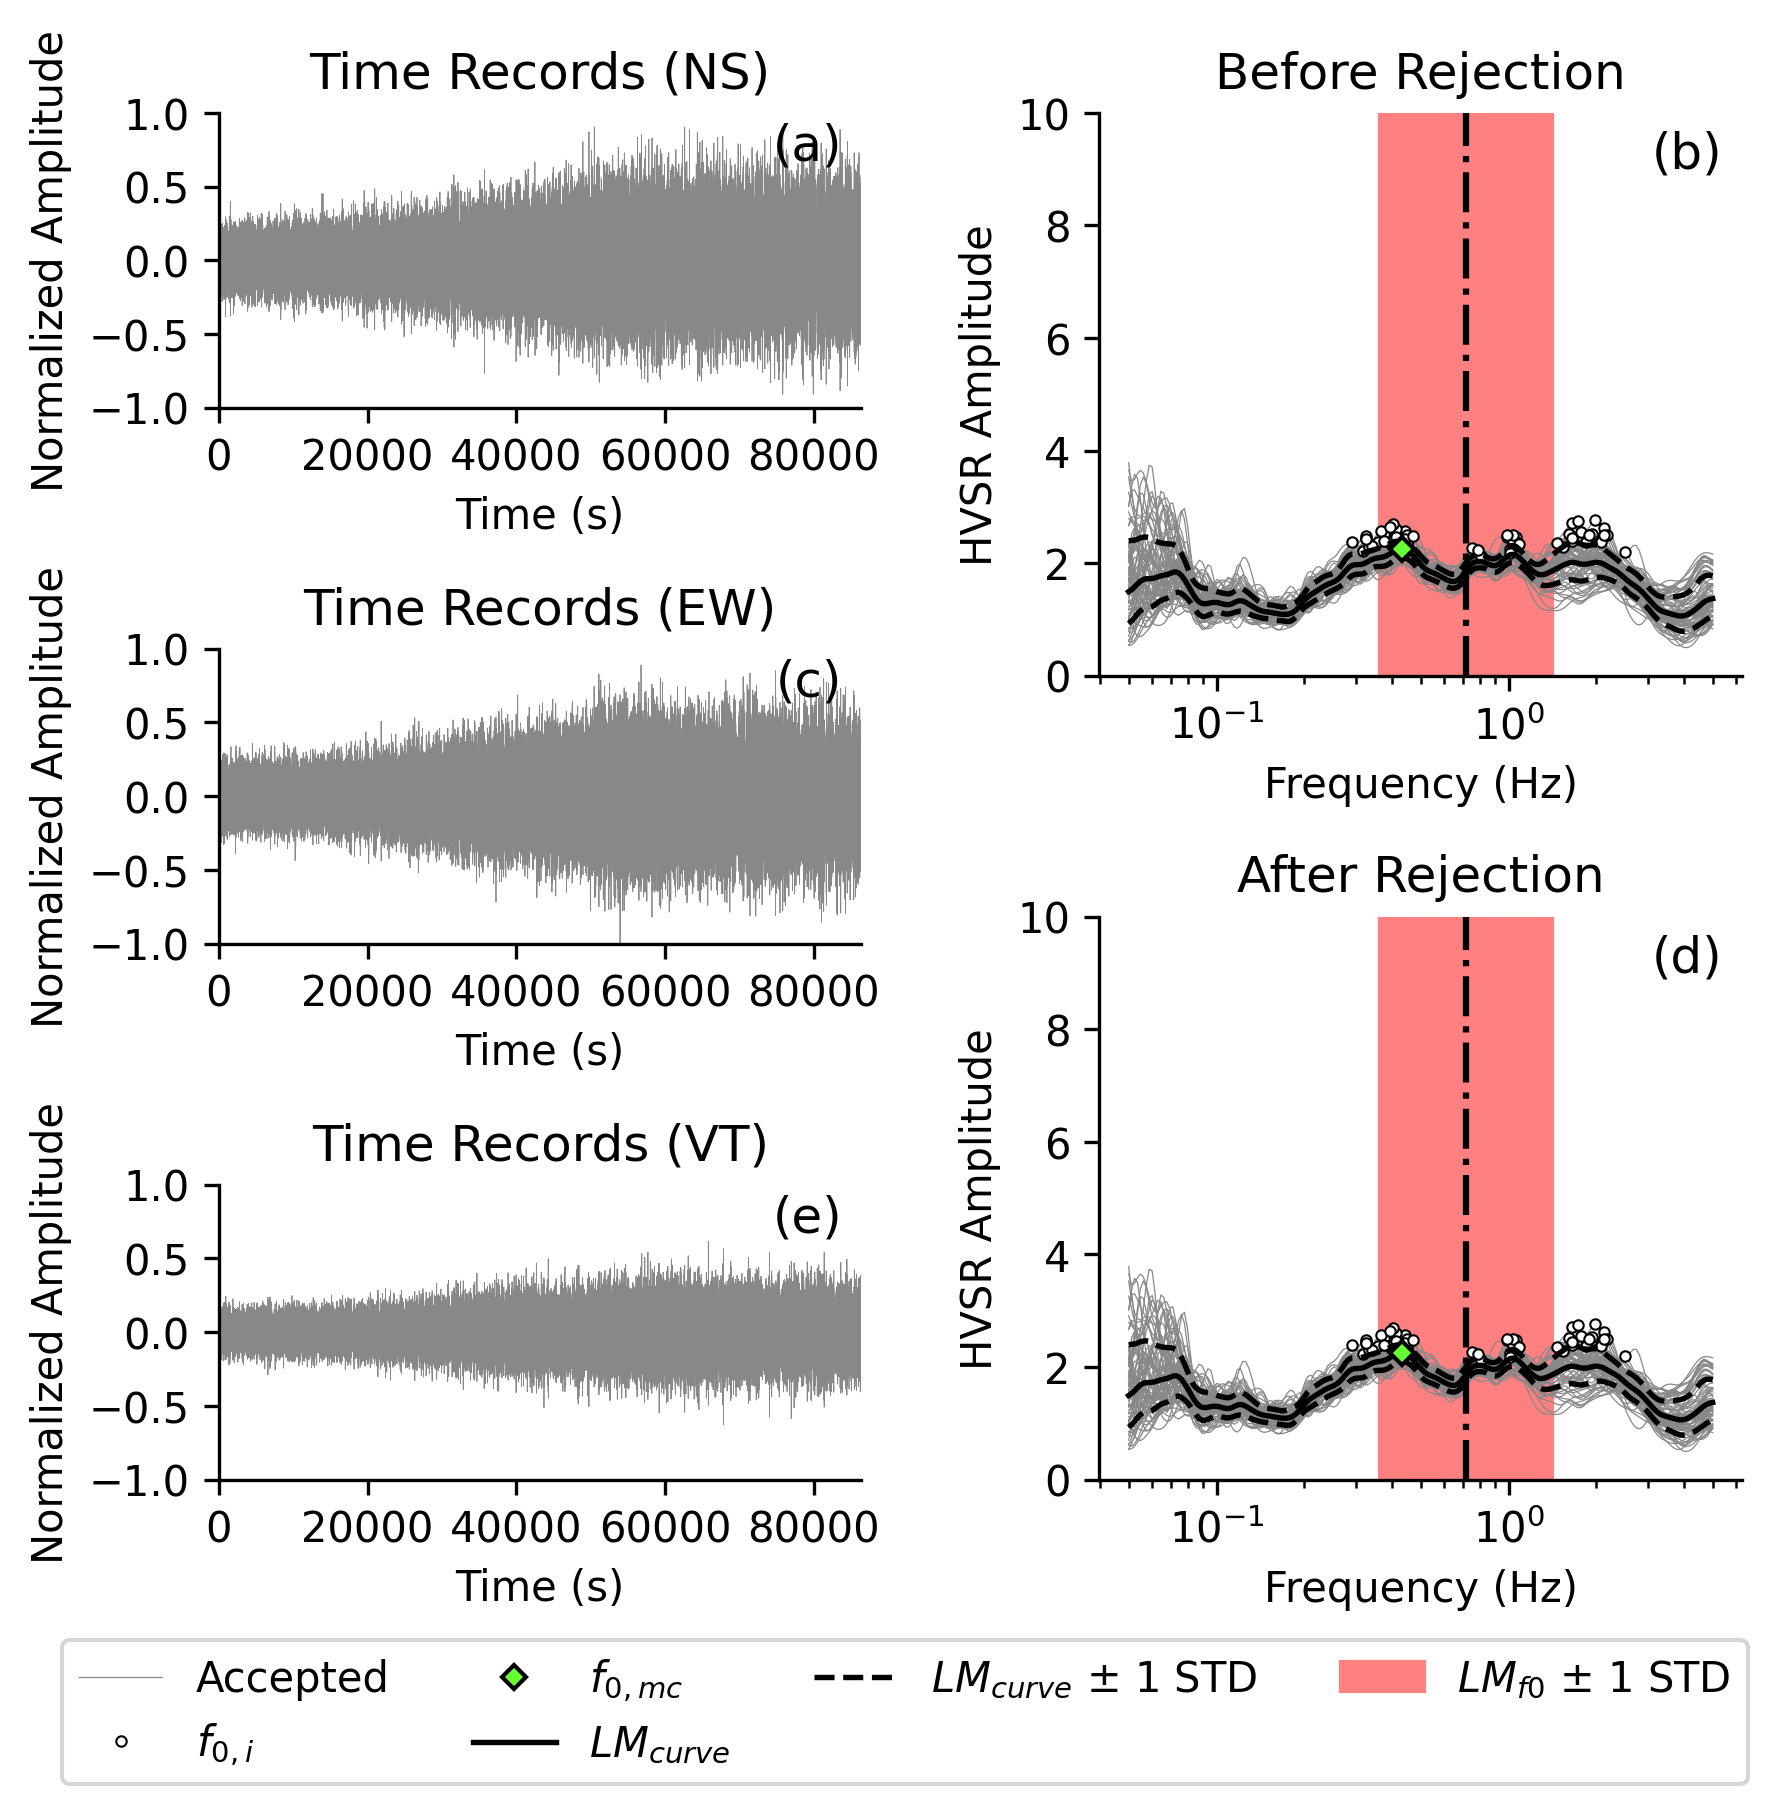 Time Records (NS)
Normalized Amplitude
1.0
0.5
0.0
−0.5
−1.0
(a)
0 20000 40000 60000 80000
Time (s)
Before Rejection
HVSR Amplitude
10
8
6
4
2
0
(b)
10⁻¹ 10⁰
Frequency (Hz)
Time Records (EW)
Normalized Amplitude
1.0
0.5
0.0
−0.5
−1.0
(c)
0 20000 40000 60000 80000
Time (s)
After Rejection
HVSR Amplitude
10
8
6
4
2
0
(d)
10⁻¹ 10⁰
Frequency (Hz)
Time Records (VT)
Normalized Amplitude
1.0
0.5
0.0
−0.5
−1.0
(e)
0 20000 40000 60000 80000
Time (s)
Accepted f0,mc LMcurve ± 1 STD LMf0 ± 1 STD
f0,i LMcurve